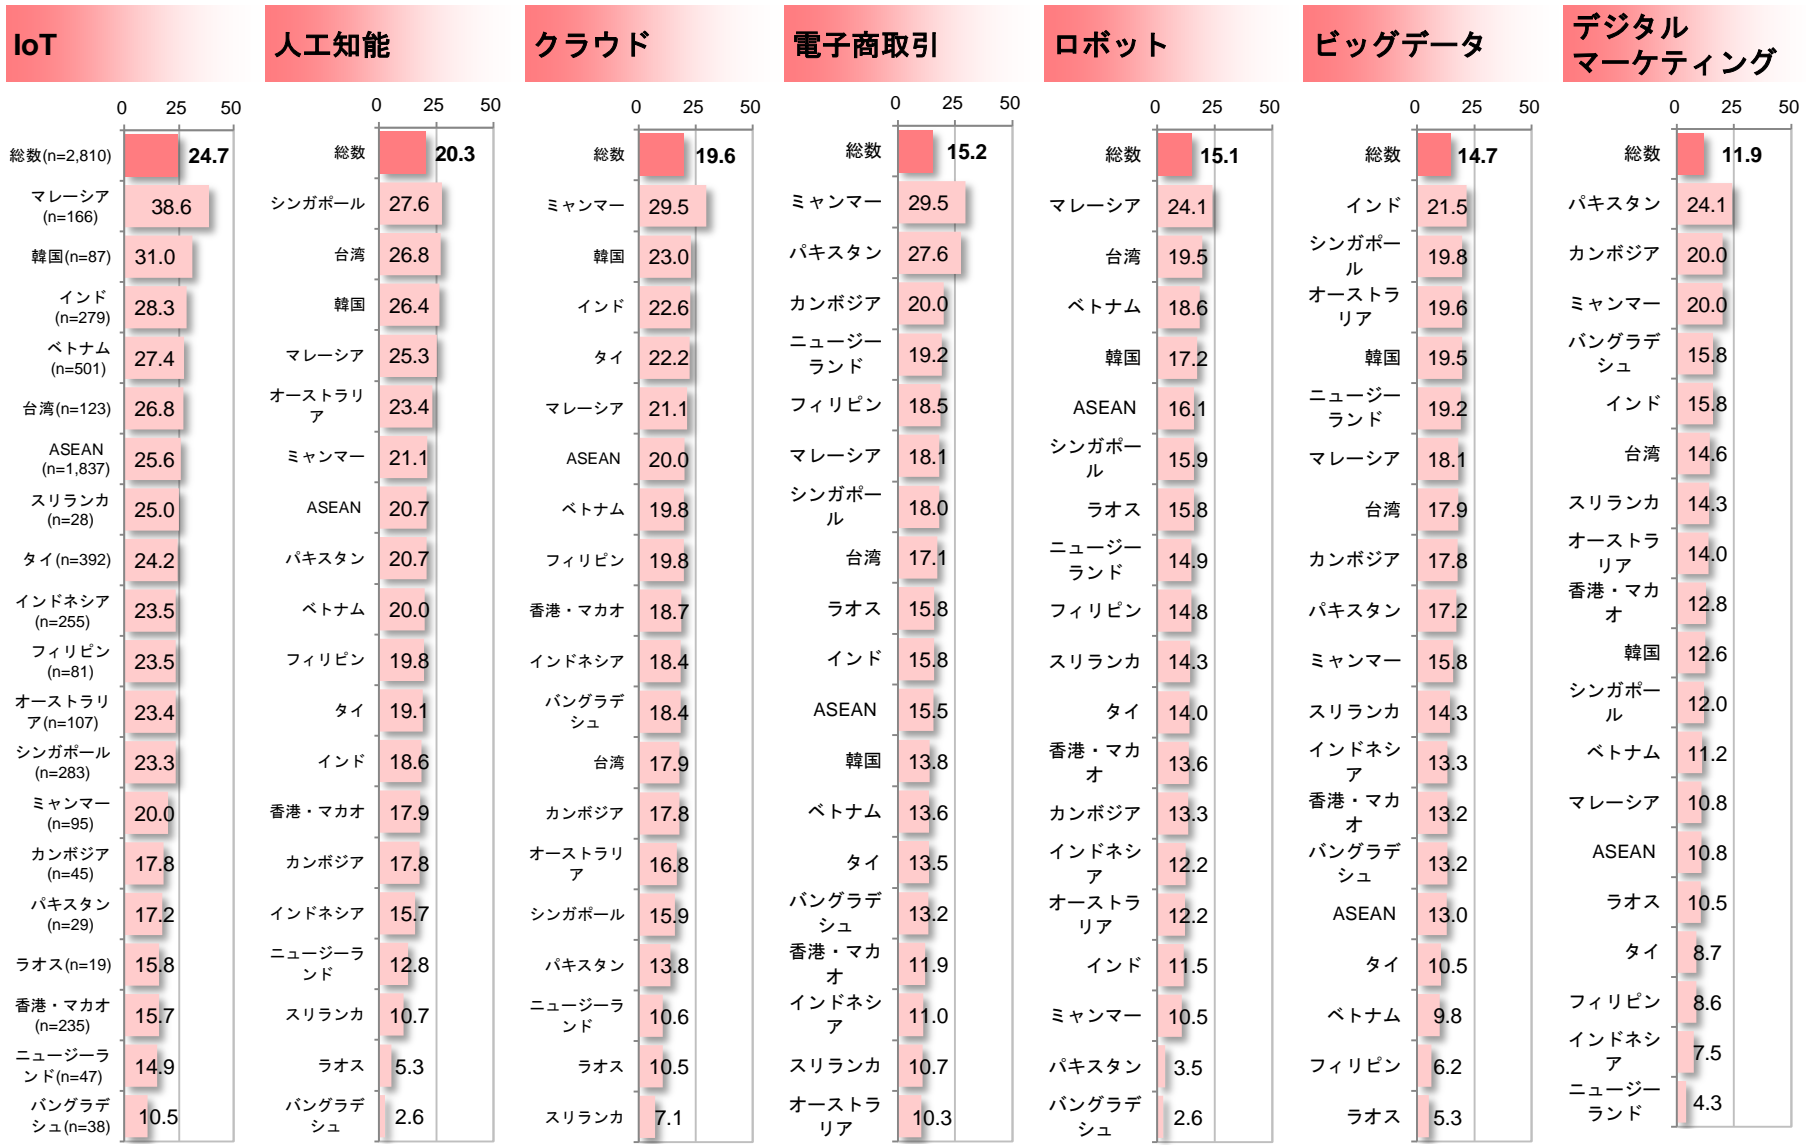 IoT
0 25 50
総数(n=2,810) 24.7
マレーシア
(n=166) 38.6
韓国(n=87) 31.0
インド
(n=279) 28.3
ベトナム
(n=501) 27.4
台湾(n=123) 26.8
ASEAN
(n=1,837) 25.6
スリランカ
(n=28) 25.0
タイ(n=392) 24.2
インドネシア
(n=255) 23.5
フィリピン
(n=81) 23.5
オーストラリ
ア(n=107) 23.4
シンガポール
(n=283) 23.3
ミャンマー
(n=95) 20.0
カンボジア
(n=45) 17.8
パキスタン
(n=29) 17.2
ラオス(n=19) 15.8
香港・マカオ
(n=235) 15.7
ニュージーラ
ンド(n=47) 14.9
バングラデ
シュ(n=38) 10.5
人工知能
0 25 50
総数 20.3
シンガポール 27.6
台湾 26.8
韓国 26.4
マレーシア 25.3
オーストラリ
ア 23.4
ミャンマー 21.1
ASEAN 20.7
パキスタン 20.7
ベトナム 20.0
フィリピン 19.8
タイ 19.1
インド 18.6
香港・マカオ 17.9
カンボジア 17.8
インドネシア 15.7
ニュージーラ
ンド 12.8
スリランカ 10.7
ラオス 5.3
バングラデ
シュ 2.6
クラウド
0 25 50
総数 19.6
ミャンマー 29.5
韓国 23.0
インド 22.6
タイ 22.2
マレーシア 21.1
ASEAN 20.0
ベトナム 19.8
フィリピン 19.8
香港・マカオ 18.7
インドネシア 18.4
バングラデ
シュ 18.4
台湾 17.9
カンボジア 17.8
オーストラリ
ア 16.8
シンガポール 15.9
パキスタン 13.8
ニュージーラ
ンド 10.6
ラオス 10.5
スリランカ 7.1
電子商取引
0 25 50
総数 15.2
ミャンマー 29.5
パキスタン 27.6
カンボジア 20.0
ニュージー
ランド 19.2
フィリピン 18.5
マレーシア 18.1
シンガポー
ル 18.0
台湾 17.1
ラオス 15.8
インド 15.8
ASEAN 15.5
韓国 13.8
ベトナム 13.6
タイ 13.5
バングラデ
シュ 13.2
香港・マカ
オ 11.9
インドネシ
ア 11.0
スリランカ 10.7
オーストラ
リア 10.3
ロボット
0 25 50
総数 15.1
マレーシア 24.1
台湾 19.5
ベトナム 18.6
韓国 17.2
ASEAN 16.1
シンガポー
ル 15.9
ラオス 15.8
ニュージー
ランド 14.9
フィリピン 14.8
スリランカ 14.3
タイ 14.0
香港・マカ
オ 13.6
カンボジア 13.3
インドネシ
ア 12.2
オーストラ
リア 12.2
インド 11.5
ミャンマー 10.5
パキスタン 3.5
バングラデ
シュ 2.6
ビッグデータ
0 25 50
総数 14.7
インド 21.5
シンガポー
ル 19.8
オーストラ
リア 19.6
韓国 19.5
ニュージー
ランド 19.2
マレーシア 18.1
台湾 17.9
カンボジア 17.8
パキスタン 17.2
ミャンマー 15.8
スリランカ 14.3
インドネシ
ア 13.3
香港・マカ
オ 13.2
バングラデ
シュ 13.2
ASEAN 13.0
タイ 10.5
ベトナム 9.8
フィリピン 6.2
ラオス 5.3
デジタル
マーケティング
0 25 50
総数 11.9
パキスタン 24.1
カンボジア 20.0
ミャンマー 20.0
バングラデ
シュ 15.8
インド 15.8
台湾 14.6
スリランカ 14.3
オーストラ
リア 14.0
香港・マカ
オ 12.8
韓国 12.6
シンガポー
ル 12.0
ベトナム 11.2
マレーシア 10.8
ASEAN 10.8
ラオス 10.5
タイ 8.7
フィリピン 8.6
インドネシ
ア 7.5
ニュージー
ランド 4.3